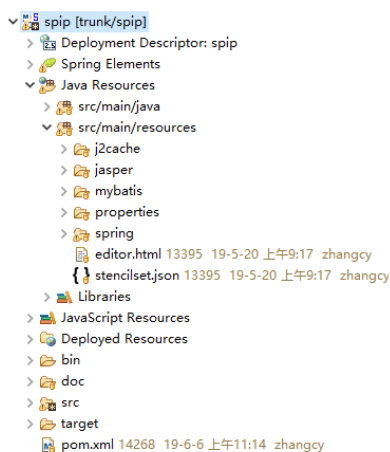 spip [trunk/spip]
Deployment Descriptor: spip
Spring Elements
Java Resources
src/main/java
src/main/resources
j2cache
jasper
mybatis
properties
spring
editor.html 13395 19-5-20 上午9:17 zhangcy
stencilset.json 13395 19-5-20 上午9:17 zhangcy
Libraries
JavaScript Resources
Deployed Resources
bin
doc
src
target
pom.xml 14268 19-6-6 上午11:14 zhangcy